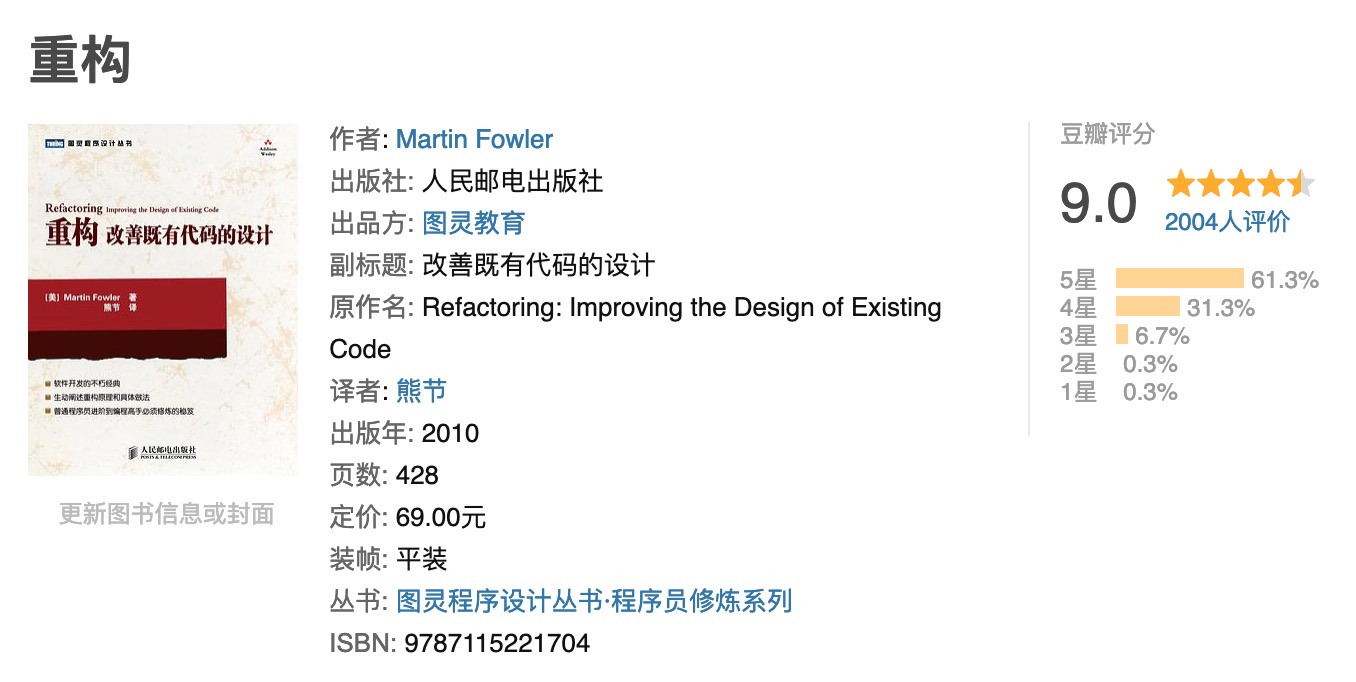 重构
TURING 图灵程序设计丛书
Addison
Wesley
Refactoring Improving the Design of Existing Code
重构 改善既有代码的设计
[美] Martin Fowler 著
熊节 译
软件开发的不朽经典
生动阐述重构原理和具体做法
普通程序员进阶到编程高手必须修炼的秘笈
人民邮电出版社
POSTS & TELECOM PRESS
更新图书信息或封面
作者: Martin Fowler
出版社: 人民邮电出版社
出品方: 图灵教育
副标题: 改善既有代码的设计
原作名: Refactoring: Improving the Design of Existing
Code
译者: 熊节
出版年: 2010
页数: 428
定价: 69.00元
装帧: 平装
丛书: 图灵程序设计丛书·程序员修炼系列
ISBN: 9787115221704
豆瓣评分
9.0
2004人评价
5星 61.3%
4星 31.3%
3星 6.7%
2星 0.3%
1星 0.3%